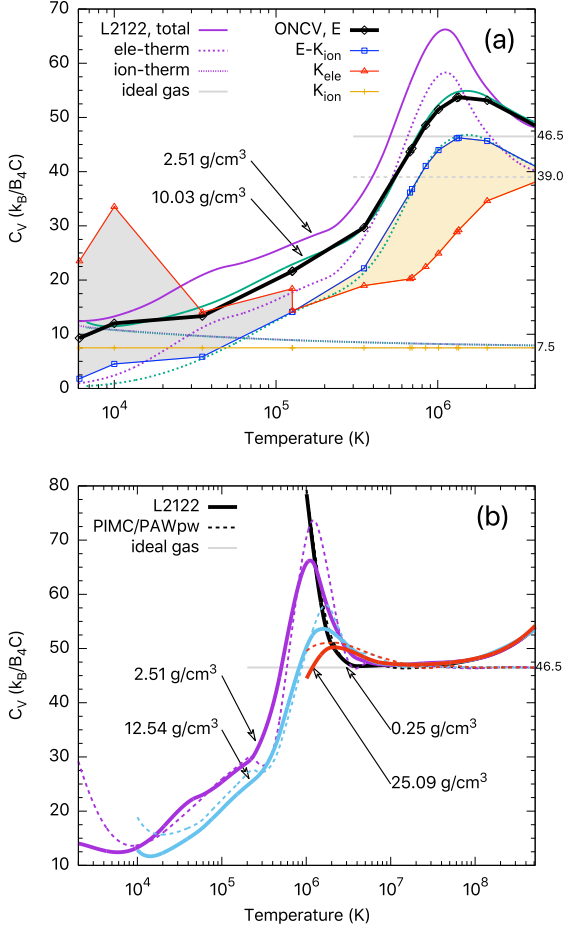 70
60
50
40
30
20
10
0
C_V (k_B/B_4C)
L2122, total
ele-therm
ion-therm
ideal gas
ONCV, E
E-K_ion
K_ele
K_ion
(a)
2.51 g/cm³
10.03 g/cm³
46.5
39.0
7.5
10⁴ 10⁵ 10⁶
Temperature (K)
80
70
60
50
40
30
20
10
C_V (k_B/B_4C)
L2122
PIMC/PAWpw
ideal gas
(b)
2.51 g/cm³
12.54 g/cm³
46.5
0.25 g/cm³
25.09 g/cm³
10⁴ 10⁵ 10⁶ 10⁷ 10⁸
Temperature (K)